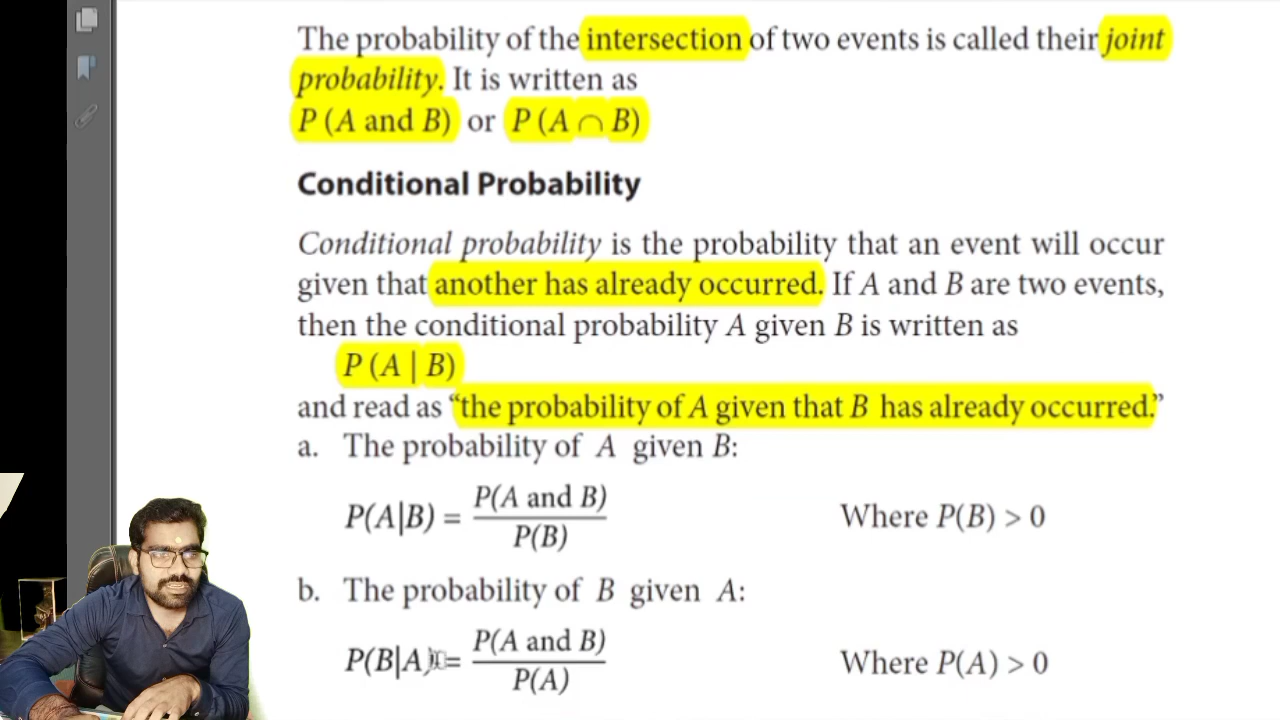 The probability of the intersection of two events is called their joint
probability. It is written as
P (A and B) or P (A ∩ B)
Conditional Probability
Conditional probability is the probability that an event will occur
given that another has already occurred. If A and B are two events,
then the conditional probability A given B is written as
P (A | B)
and read as “the probability of A given that B has already occurred.”
a. The probability of A given B:
P(A|B) = P(A and B) / P(B) Where P(B) > 0
b. The probability of B given A:
P(B|A) = P(A and B) / P(A) Where P(A) > 0